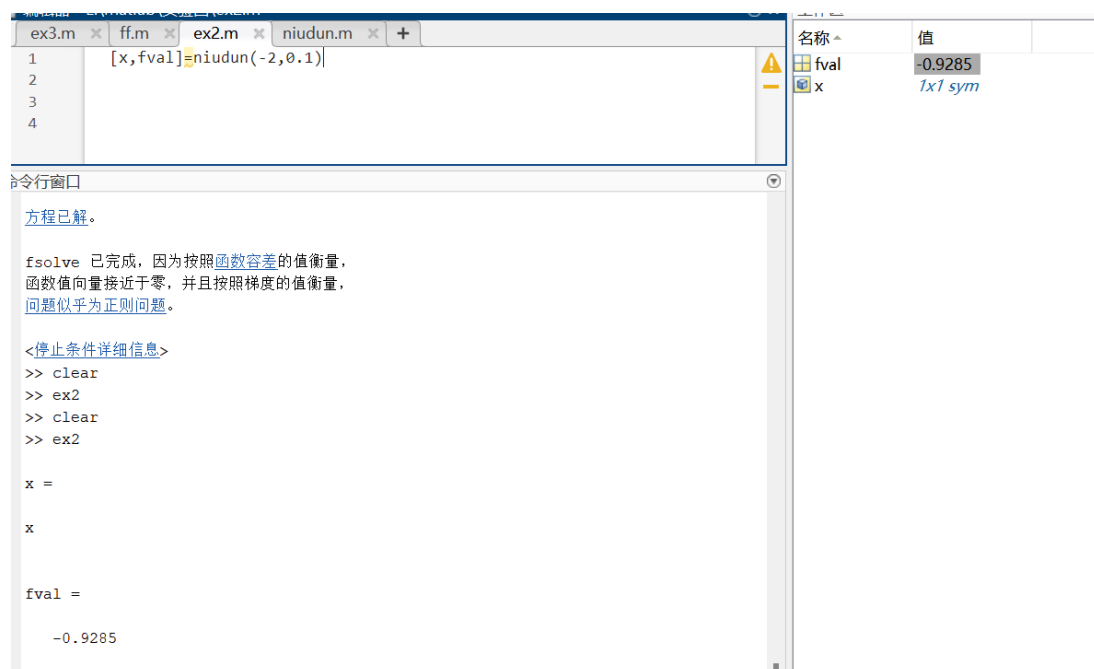 ex3.m × ff.m × ex2.m × niudun.m × +
名称 值
1 [x,fval]=niudun(-2,0.1)
2
3
4
fval -0.9285
x 1x1 sym
命令行窗口
方程已解。
fsolve 已完成,因为按照函数容差的值衡量,
函数值向量接近于零,并且按照梯度的值衡量,
问题似乎为正则问题。
<停止条件详细信息>
>> clear
>> ex2
>> clear
>> ex2
x =
x
fval =
-0.9285